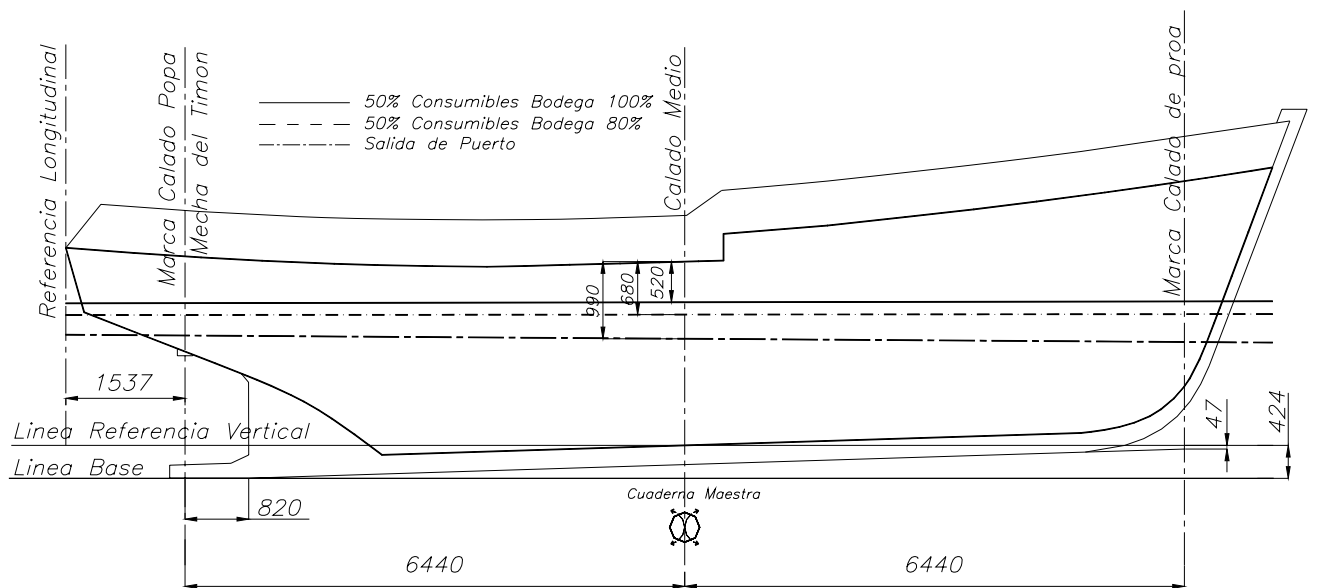 Referencia Longitudinal
Marca Calado Popa
Mecha del Timon
50% Consumibles Bodega 100%
50% Consumibles Bodega 80%
Salida de Puerto
Calado Medio
Marca Calado de proa
990
680
520
1537
47
424
Linea Referencia Vertical
Linea Base
820
Cuaderna Maestra
6440
6440